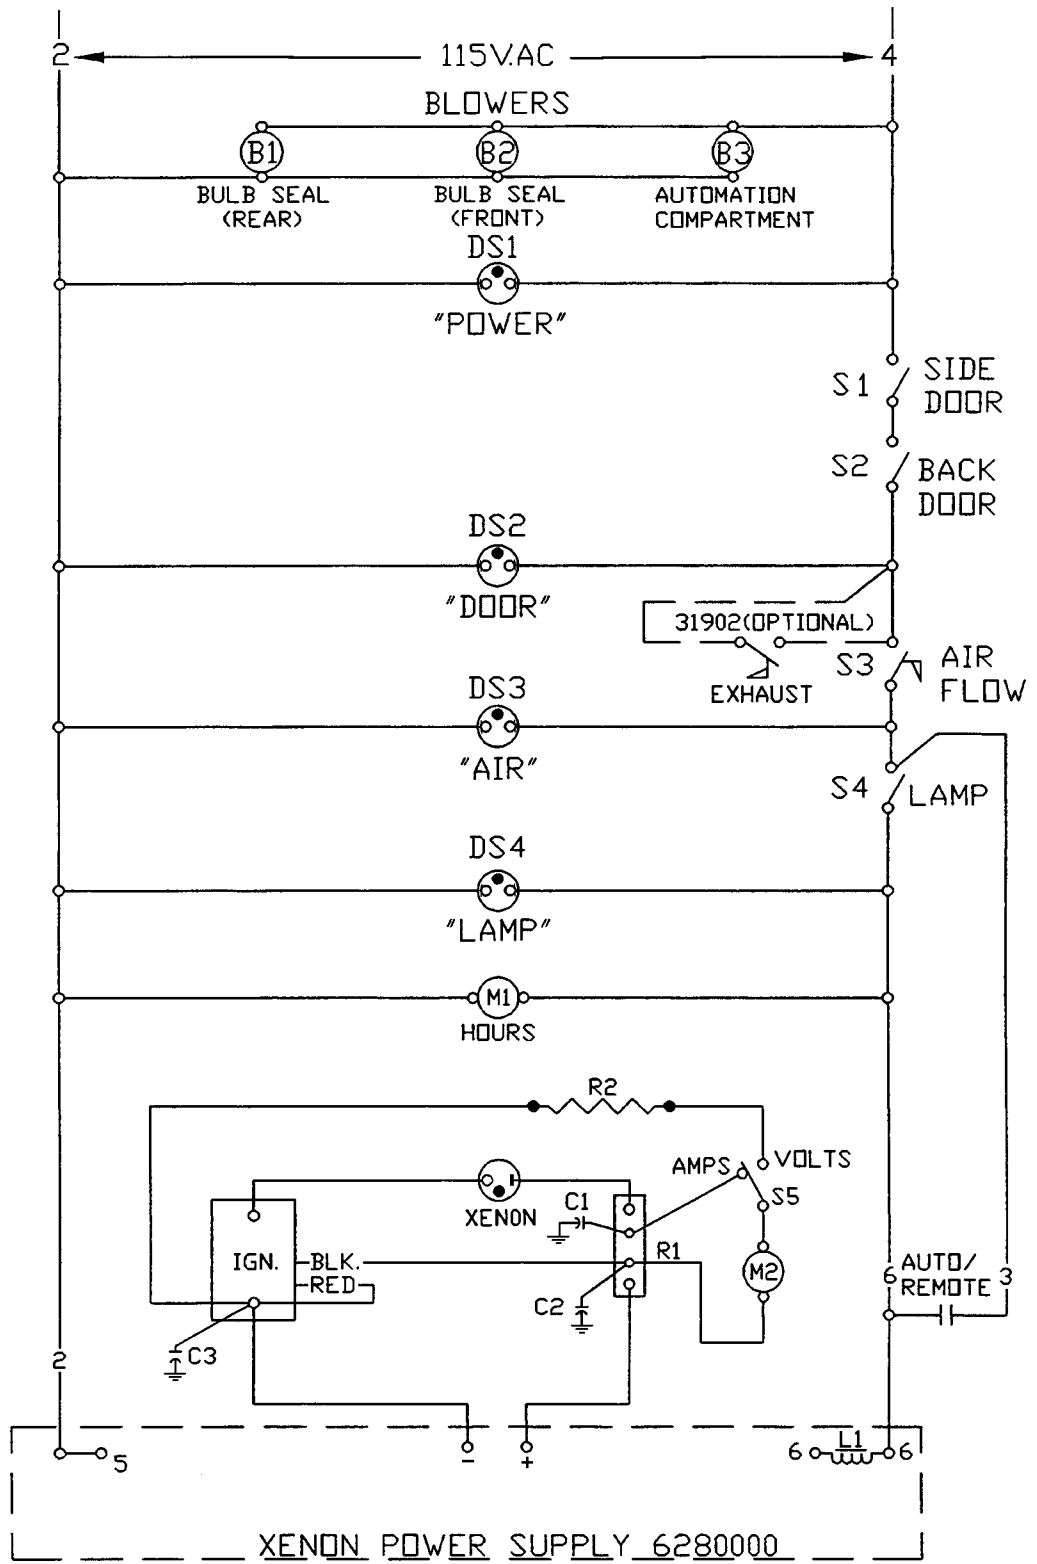 2 115V.AC 4
BLOWERS
B1 B2 B3
BULB SEAL
(REAR)
BULB SEAL
(FRONT)
AUTOMATION
COMPARTMENT
DS1
"POWER"
S1 SIDE
DOOR
S2 BACK
DOOR
DS2
"DOOR"
31902(OPTIONAL)
EXHAUST
S3 AIR
FLOW
DS3
"AIR"
S4 LAMP
DS4
"LAMP"
M1
HOURS
R2
AMPS VOLTS
S5
XENON
C1
IGN.
BLK.
RED
R1
M2
C2
C3
6 AUTO/
REMOTE 3
2
5
- +
6 L1 6
XENON POWER SUPPLY 6280000